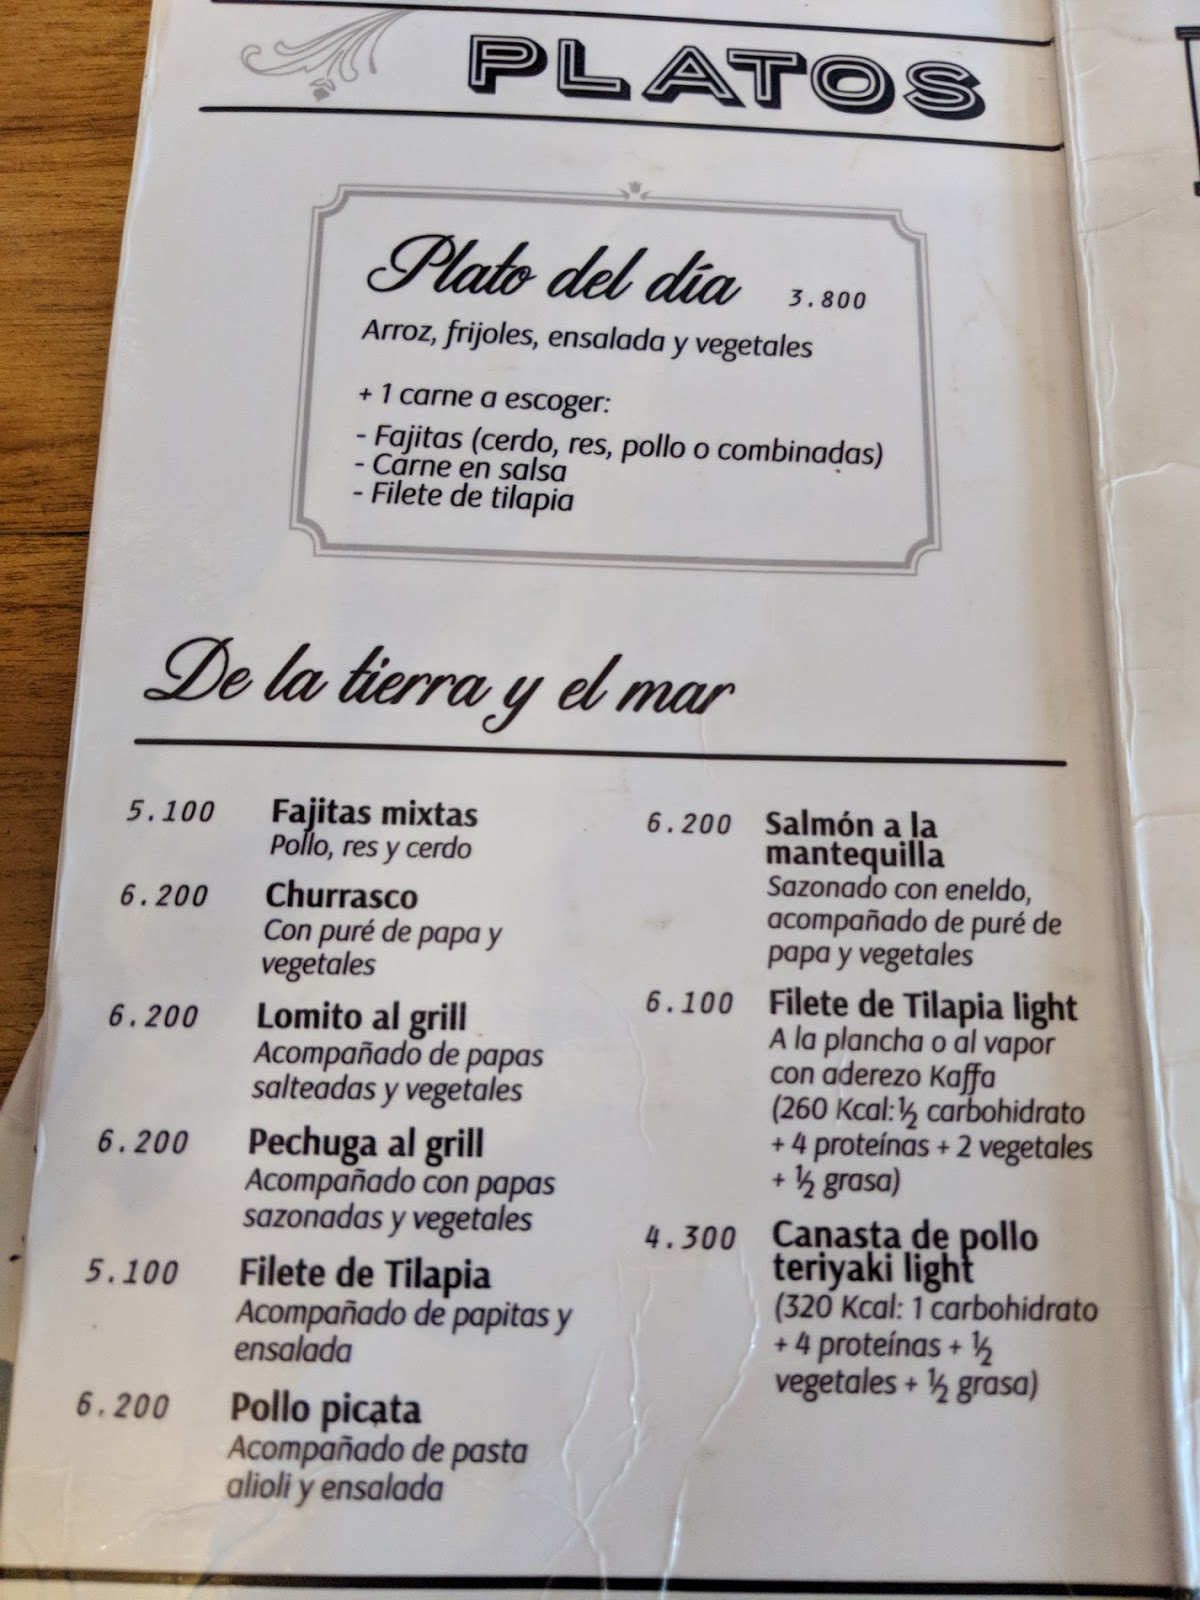 PLATOS
Plato del día 3.800
Arroz, frijoles, ensalada y vegetales
+ 1 carne a escoger:
- Fajitas (cerdo, res, pollo o combinadas)
- Carne en salsa
- Filete de tilapia
De la tierra y el mar
5.100 Fajitas mixtas
Pollo, res y cerdo
6.200 Churrasco
Con puré de papa y
vegetales
6.200 Lomito al grill
Acompañado de papas
salteadas y vegetales
6.200 Pechuga al grill
Acompañado con papas
sazonadas y vegetales
5.100 Filete de Tilapia
Acompañado de papitas y
ensalada
6.200 Pollo picata
Acompañado de pasta
alioli y ensalada
6.200 Salmón a la
mantequilla
Sazonado con eneldo,
acompañado de puré de
papa y vegetales
6.100 Filete de Tilapia light
A la plancha o al vapor
con aderezo Kaffa
(260 Kcal:½ carbohidrato
+ 4 proteínas + 2 vegetales
+ ½ grasa)
4.300 Canasta de pollo
teriyaki light
(320 Kcal: 1 carbohidrato
+ 4 proteínas + ½
vegetales + ½ grasa)